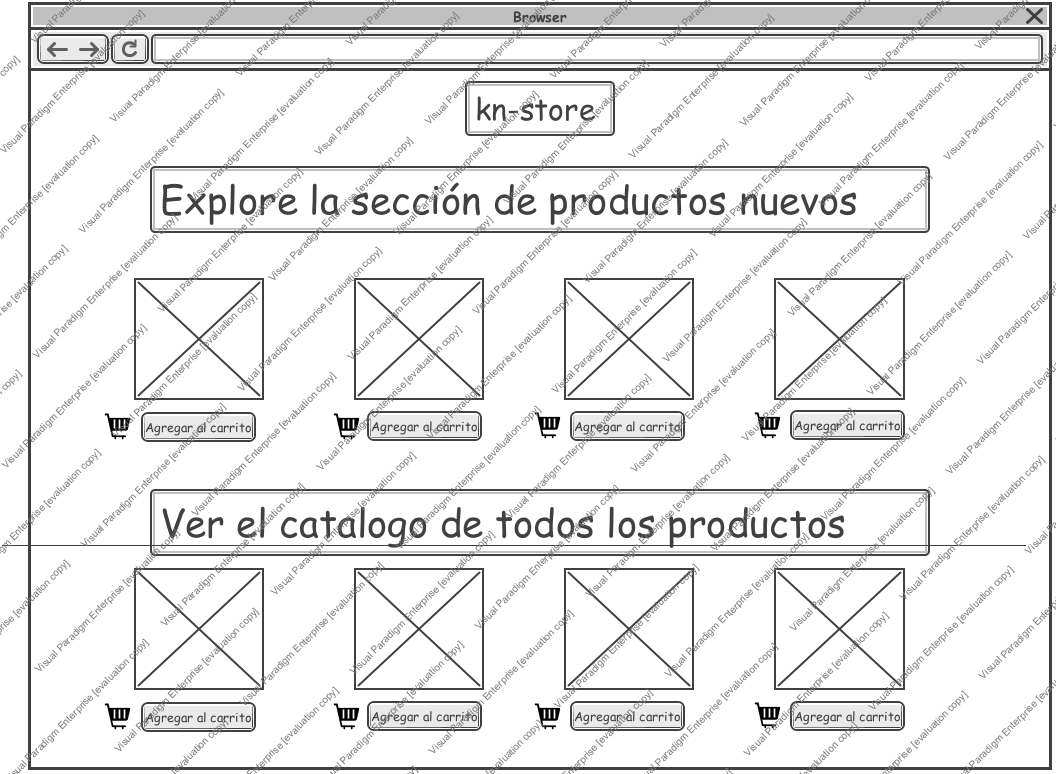 Browser
kn-store
Explore la sección de productos nuevos
Agregar al carrito Agregar al carrito Agregar al carrito Agregar al carrito
Ver el catalogo de todos los productos
Agregar al carrito Agregar al carrito Agregar al carrito Agregar al carrito
Visual Paradigm Enterprise [evaluation copy]